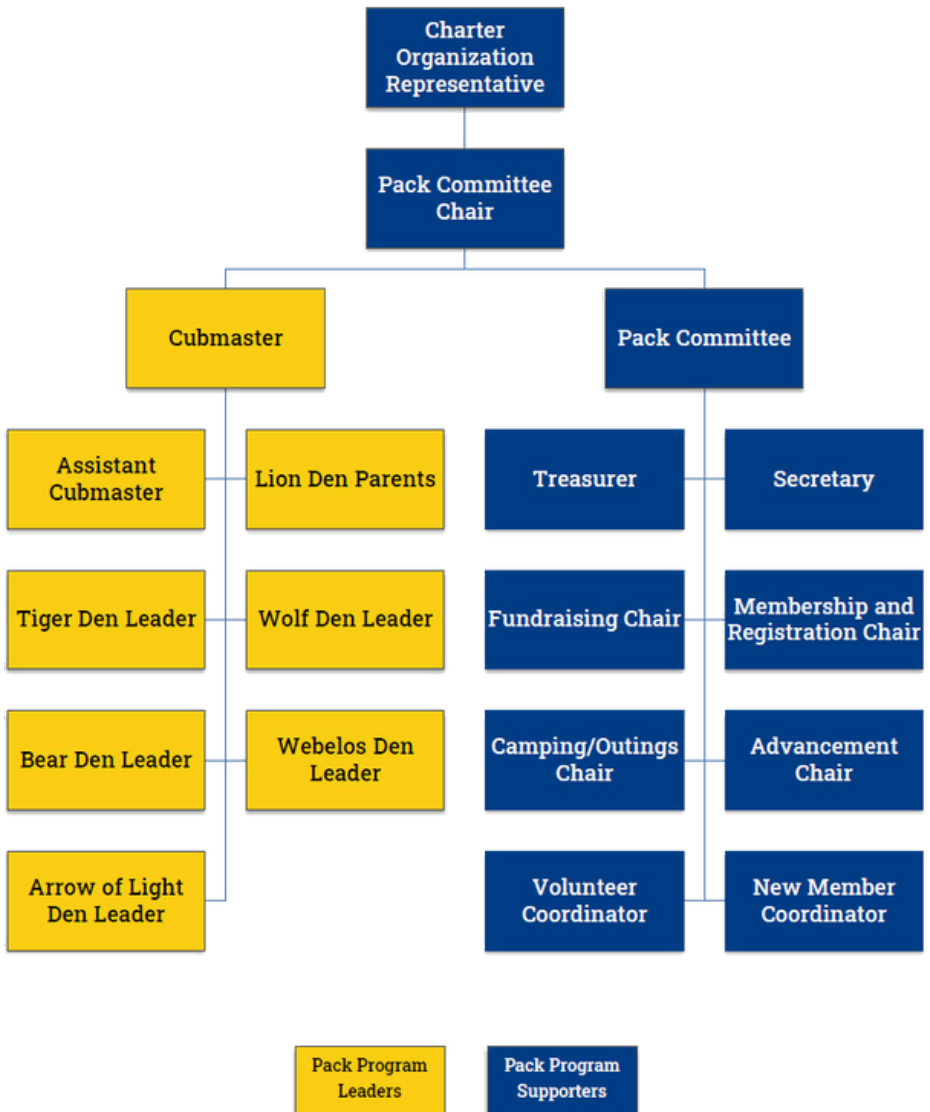 Charter
Organization
Representative
Pack Committee
Chair
Cubmaster
Pack Committee
Assistant
Cubmaster
Lion Den Parents
Treasurer
Secretary
Tiger Den Leader
Wolf Den Leader
Fundraising Chair
Membership and
Registration Chair
Bear Den Leader
Webelos Den
Leader
Camping/Outings
Chair
Advancement
Chair
Arrow of Light
Den Leader
Volunteer
Coordinator
New Member
Coordinator
Pack Program
Leaders
Pack Program
Supporters